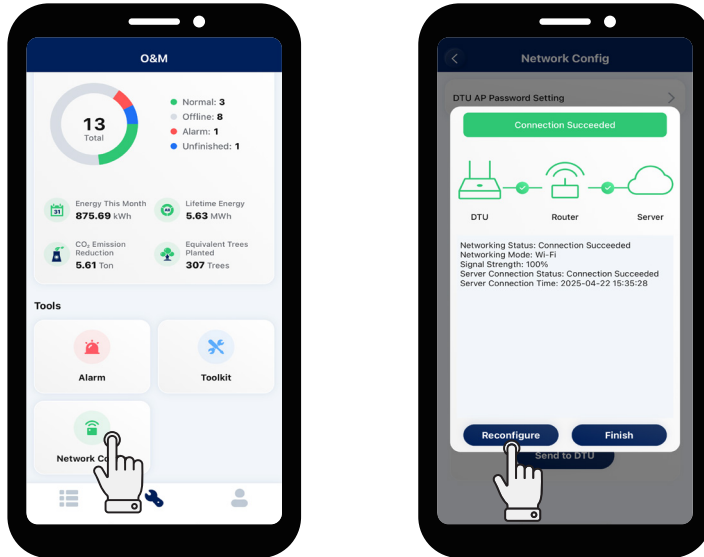 O&M
13
Total
Normal: 3
Offline: 8
Alarm: 1
Unfinished: 1
31
Energy This Month
875.69 kWh
Lifetime Energy
5.63 MWh
CO₂ Emission
Reduction
5.61 Ton
Equivalent Trees
Planted
307 Trees
Tools
Alarm
Toolkit
Network Co
Network Config
DTU AP Password Setting
Connection Succeeded
DTU
Router
Server
Networking Status: Connection Succeeded
Networking Mode: Wi-Fi
Signal Strength: 100%
Server Connection Status: Connection Succeeded
Server Connection Time: 2025-04-22 15:35:28
Reconfigure
Finish
Send to DTU